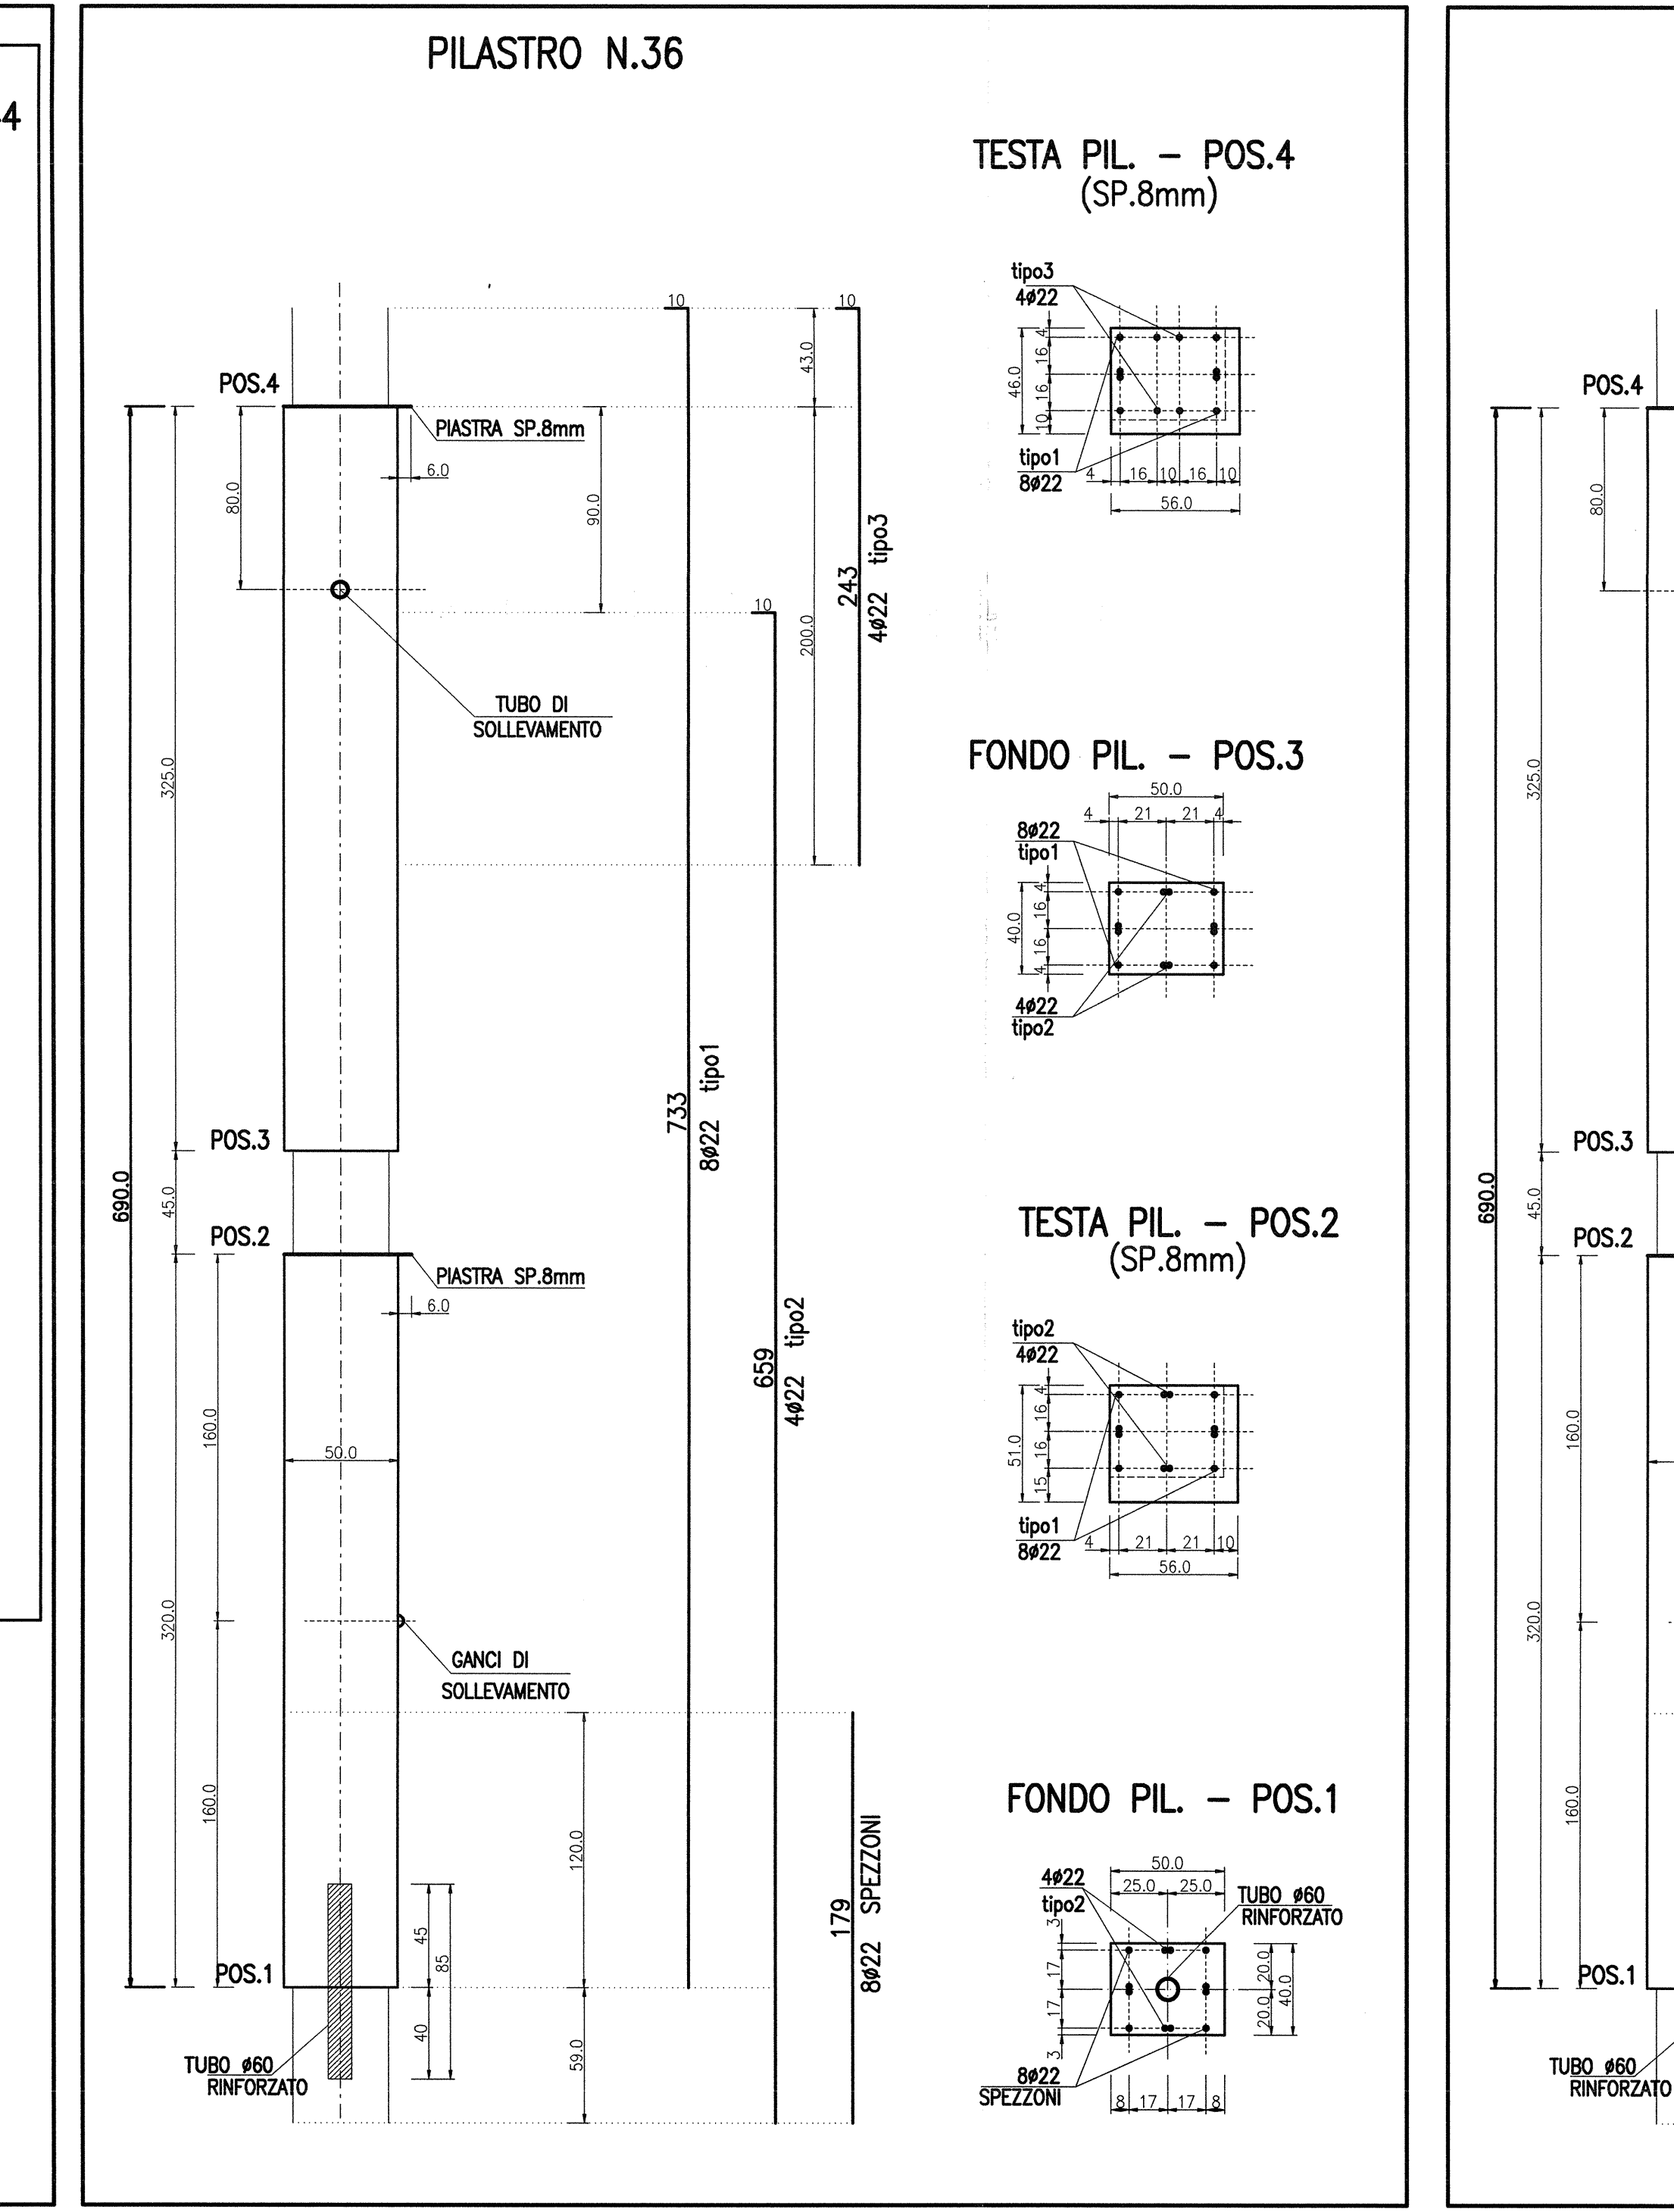 4
PILASTRO N.36
TESTA PIL. – POS.4
(SP.8mm)
tipo3
4ø22
46.0
4
16
16
10
tipo1
8ø22
4
16
10
16
10
56.0
10
10
43.0
POS.4
PIASTRA SP.8mm
6.0
80.0
90.0
200.0
243
4ø22 tipo3
TUBO DI
SOLLEVAMENTO
325.0
FONDO PIL. – POS.3
50.0
4
21
21
4
8ø22
tipo1
40.0
4
16
16
4
4ø22
tipo2
10
733
8ø22 tipo1
POS.3
690.0
45.0
POS.2
PIASTRA SP.8mm
6.0
TESTA PIL. – POS.2
(SP.8mm)
tipo2
4ø22
51.0
4
16
16
15
tipo1
8ø22
4
21
21
10
56.0
659
4ø22 tipo2
160.0
50.0
320.0
GANCI DI
SOLLEVAMENTO
160.0
120.0
179
8ø22 SPEZZONI
45
85
40
59.0
POS.1
TUBO ø60
RINFORZATO
FONDO PIL. – POS.1
50.0
25.0
25.0
4ø22
tipo2
TUBO ø60
RINFORZATO
3
17
17
3
20.0
20.0
40.0
8ø22
SPEZZONI
8
17
17
8
POS.4
80.0
325.0
POS.3
690.0
45.0
POS.2
160.0
320.0
160.0
POS.1
TUBO ø60
RINFORZATO